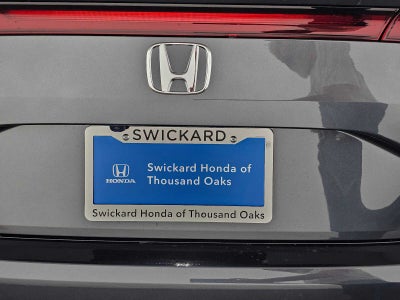 SWICKARD
Swickard Honda of
Thousand Oaks
HONDA
Swickard Honda of Thousand Oaks